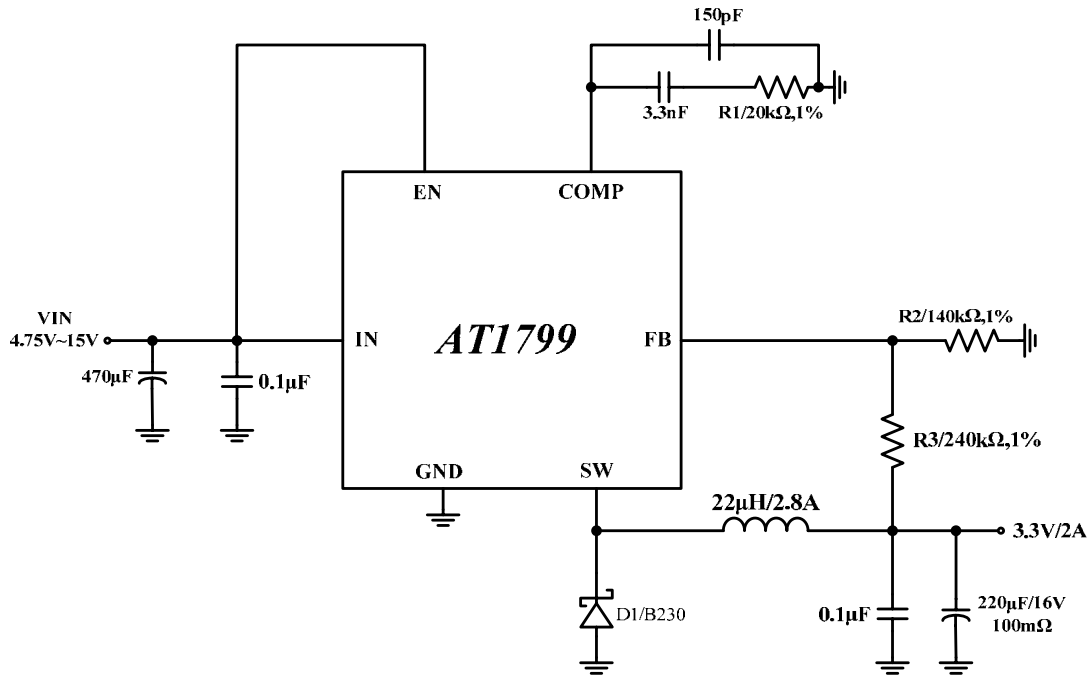 150pF
3.3nF
R1/20kΩ,1%
EN
COMP
VIN
4.75V~15V
IN
AT1799
FB
R2/140kΩ,1%
470μF
0.1μF
R3/240kΩ,1%
GND
SW
22μH/2.8A
3.3V/2A
D1/B230
0.1μF
220μF/16V
100mΩ